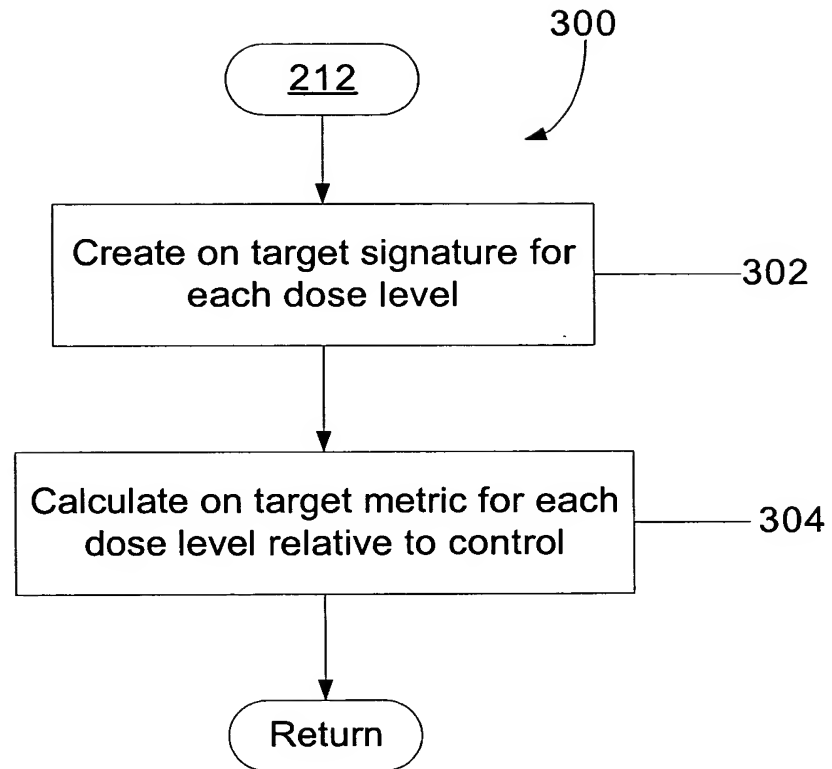 300
212
Create on target signature for
each dose level
302
Calculate on target metric for each
dose level relative to control
304
Return